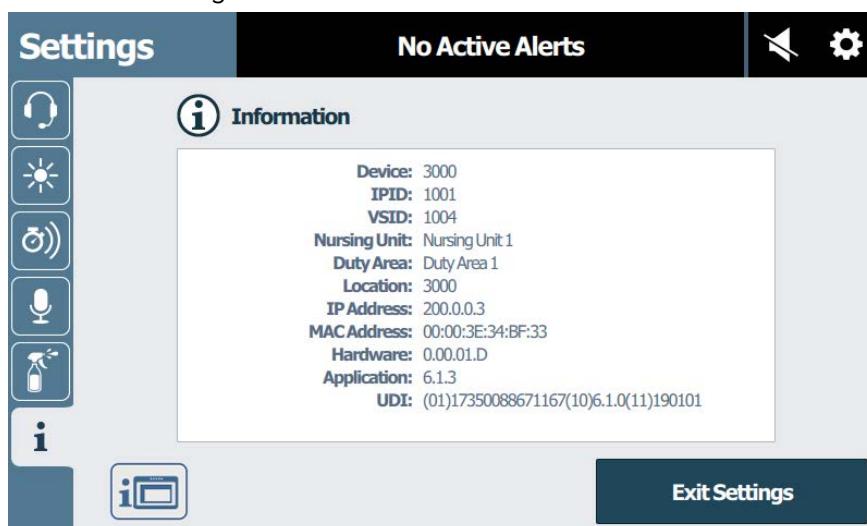 Settings
No Active Alerts
Information
Device: 3000
IPID: 1001
VSID: 1004
Nursing Unit: Nursing Unit 1
Duty Area: Duty Area 1
Location: 3000
IP Address: 200.0.0.3
MAC Address: 00:00:3E:34:BF:33
Hardware: 0.00.01.D
Application: 6.1.3
UDI: (01)17350088671167(10)6.1.0(11)190101
Exit Settings